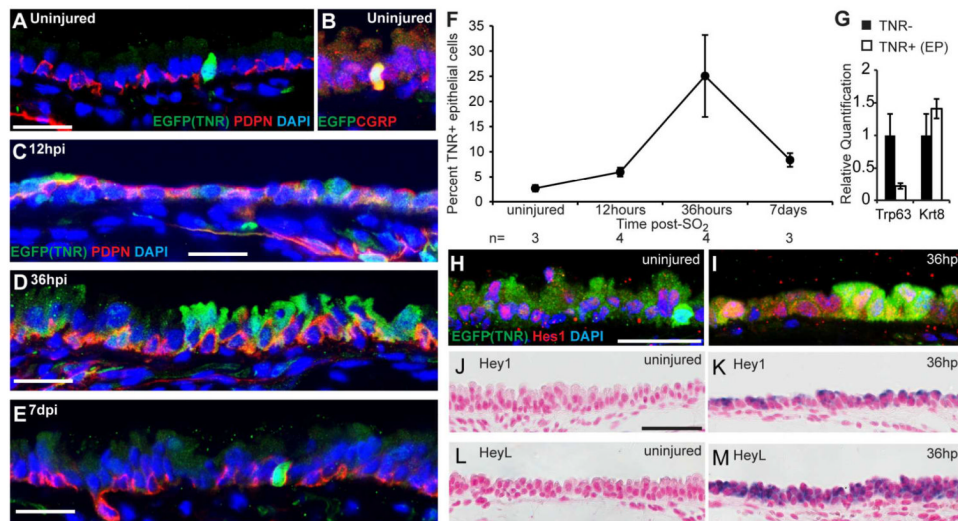 A Uninjured
EGFP(TNR) PDPN DAPI
B Uninjured
EGFP CGRP
C 12hpi
EGFP(TNR) PDPN DAPI
D 36hpi
E 7dpi
F
Percent TNR+ epithelial cells
35
30
25
20
15
10
5
0
uninjured 12hours 36hours 7days
Time post-SO2
n= 3 4 4 3
G
TNR-
TNR+ (EP)
Relative Quantification
2
1.5
1
0.5
0
Trp63 Krt8
H uninjured
EGFP(TNR) Hes1 DAPI
I 36hp
J Hey1 uninjured
K Hey1 36hp
L HeyL uninjured
M HeyL 36hp